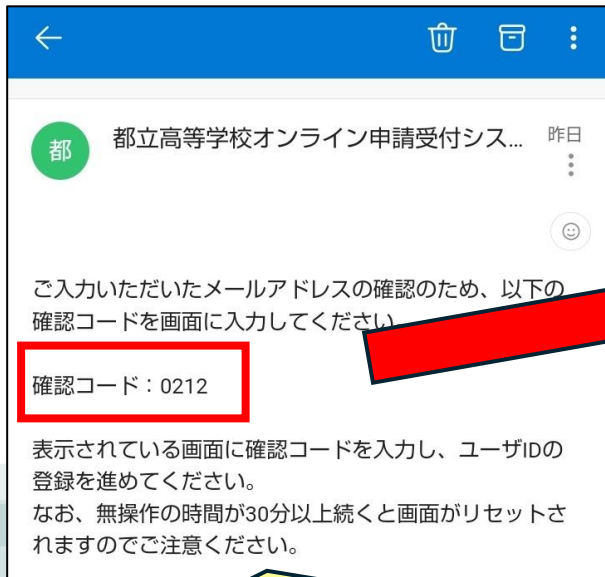 都
都立高等学校オンライン申請受付シス...
昨日
ご入力いただいたメールアドレスの確認のため、以下の
確認コードを画面に入力してください。
確認コード：0212
表示されている画面に確認コードを入力し、ユーザIDの
登録を進めてください。
なお、無操作の時間が30分以上続くと画面がリセットさ
れますのでご注意ください。